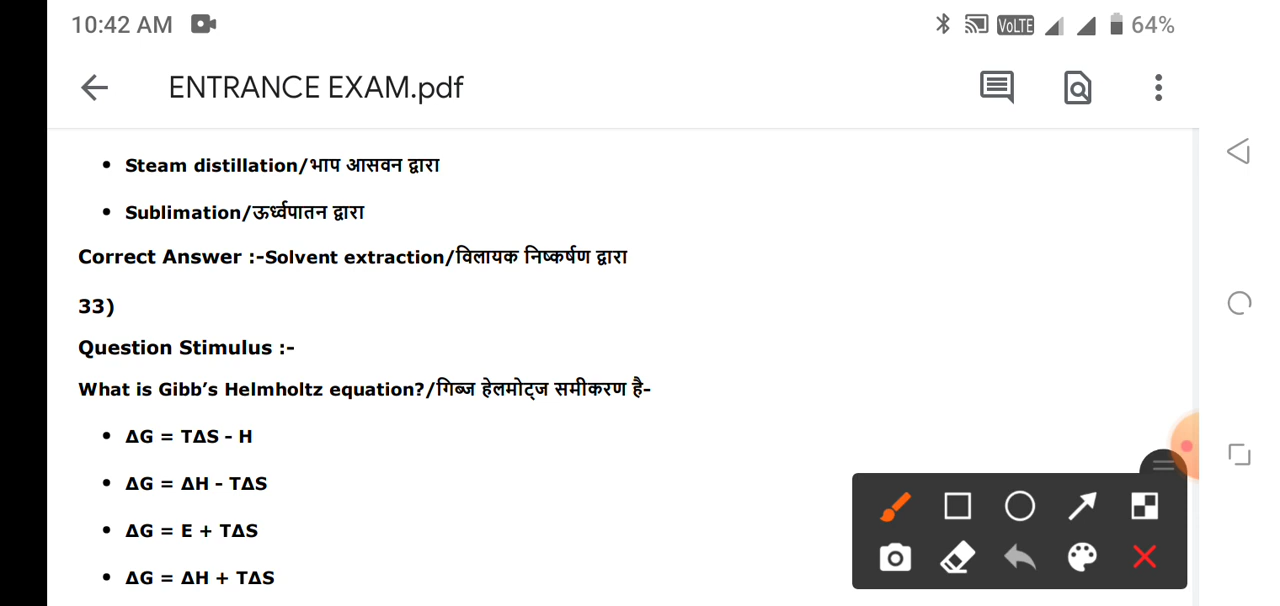 10:42 AM VoLTE 64%
ENTRANCE EXAM.pdf
• Steam distillation/भाप आसवन द्वारा
• Sublimation/ऊर्ध्वपातन द्वारा
Correct Answer :-Solvent extraction/विलायक निष्कर्षण द्वारा
33)
Question Stimulus :-
What is Gibb’s Helmholtz equation?/गिब्ज हेलमोट्ज समीकरण है-
• ΔG = TΔS - H
• ΔG = ΔH - TΔS
• ΔG = E + TΔS
• ΔG = ΔH + TΔS